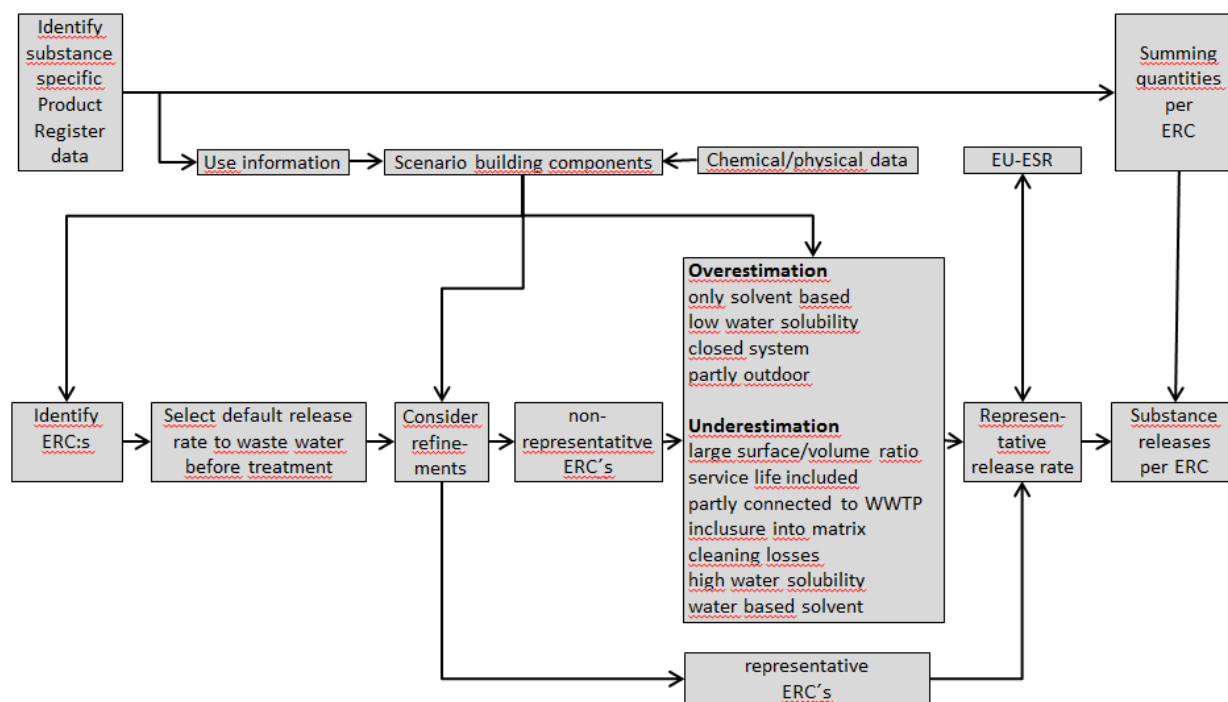 Identify
substance
specific
Product
Register
data
Summing
quantities
per
ERC
Use information
Scenario building components
Chemical/physical data
EU-ESR
Overestimation
only solvent based
low water solubility
closed system
partly outdoor
Underestimation
large surface/volume ratio
service life included
partly connected to WWTP
inclusure into matrix
cleaning losses
high water solubility
water based solvent
Identify
ERC:s
Select default release
rate to waste water
before treatment
Consider
refine-
ments
non-
representatitve
ERC’s
Represen-
tative
release rate
Substance
releases
per ERC
representative
ERC´s